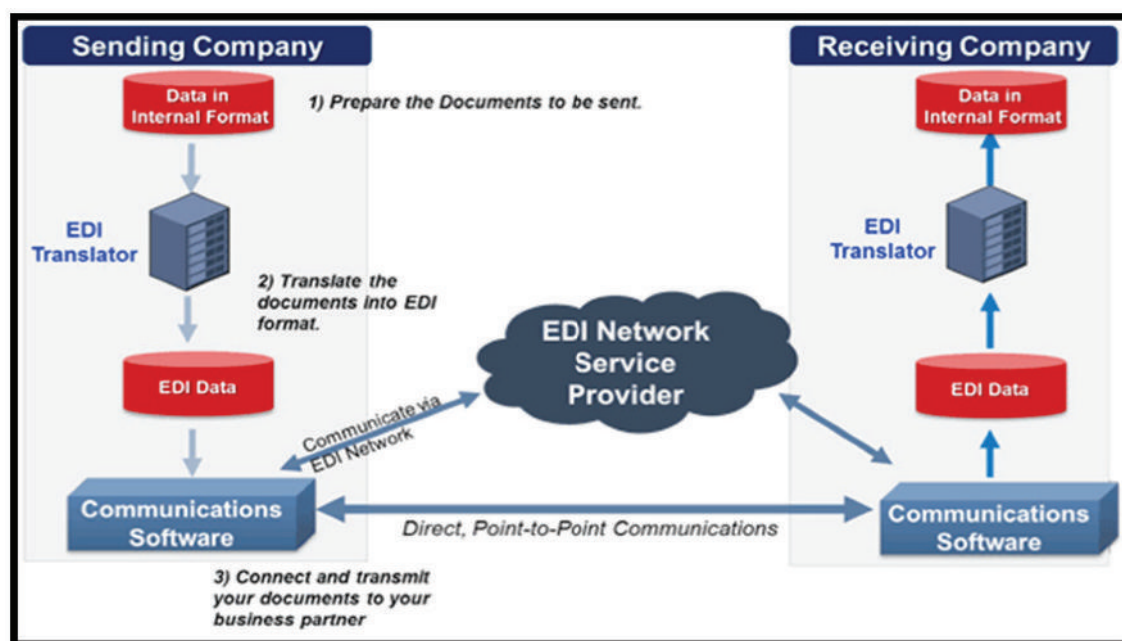 Sending Company
Receiving Company
Data in
Internal Format
1) Prepare the Documents to be sent.
Data in
Internal Format
EDI
Translator
EDI
Translator
2) Translate the
documents into EDI
format.
EDI Network
Service
Provider
EDI Data
EDI Data
Communicate via
EDI Network
Communications
Software
Direct, Point-to-Point Communications
Communications
Software
3) Connect and transmit
your documents to your
business partner